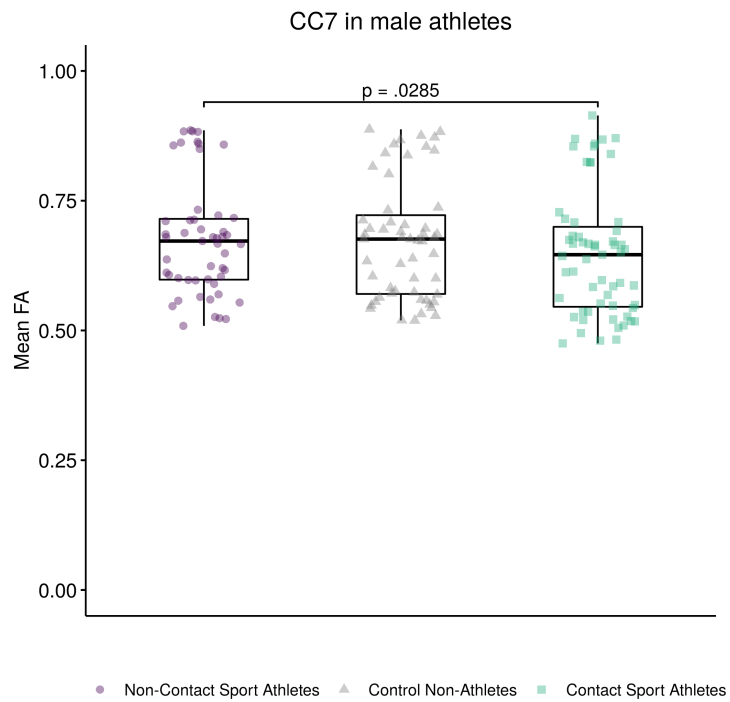 CC7 in male athletes
p = .0285
1.00
0.75
0.50
0.25
0.00
Mean FA
Non-Contact Sport Athletes
Control Non-Athletes
Contact Sport Athletes